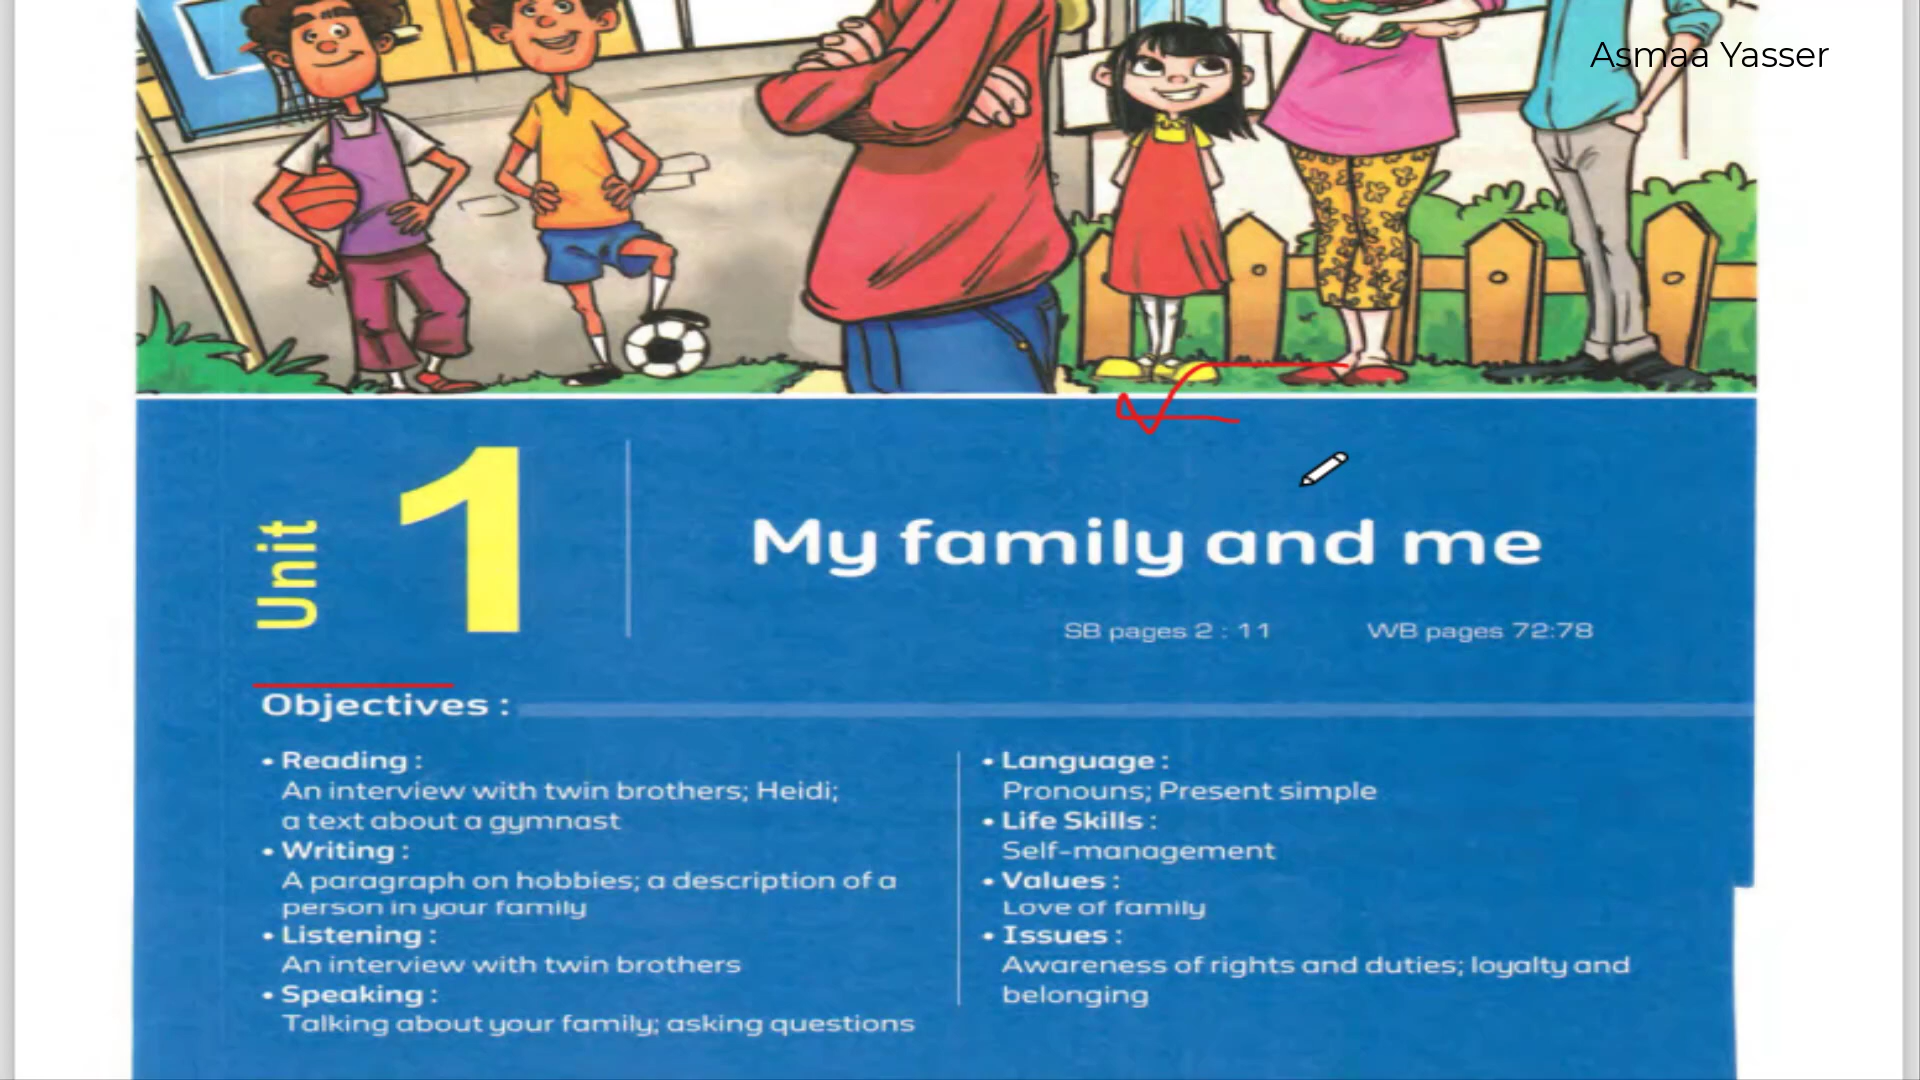 Asmaa Yasser
Unit 1
My family and me
SB pages 2 : 11 WB pages 72:78
Objectives :
• Reading :
An interview with twin brothers; Heidi;
a text about a gymnast
• Writing :
A paragraph on hobbies; a description of a
person in your family
• Listening :
An interview with twin brothers
• Speaking :
Talking about your family; asking questions
• Language :
Pronouns; Present simple
• Life Skills :
Self-management
• Values :
Love of family
• Issues :
Awareness of rights and duties; loyalty and
belonging